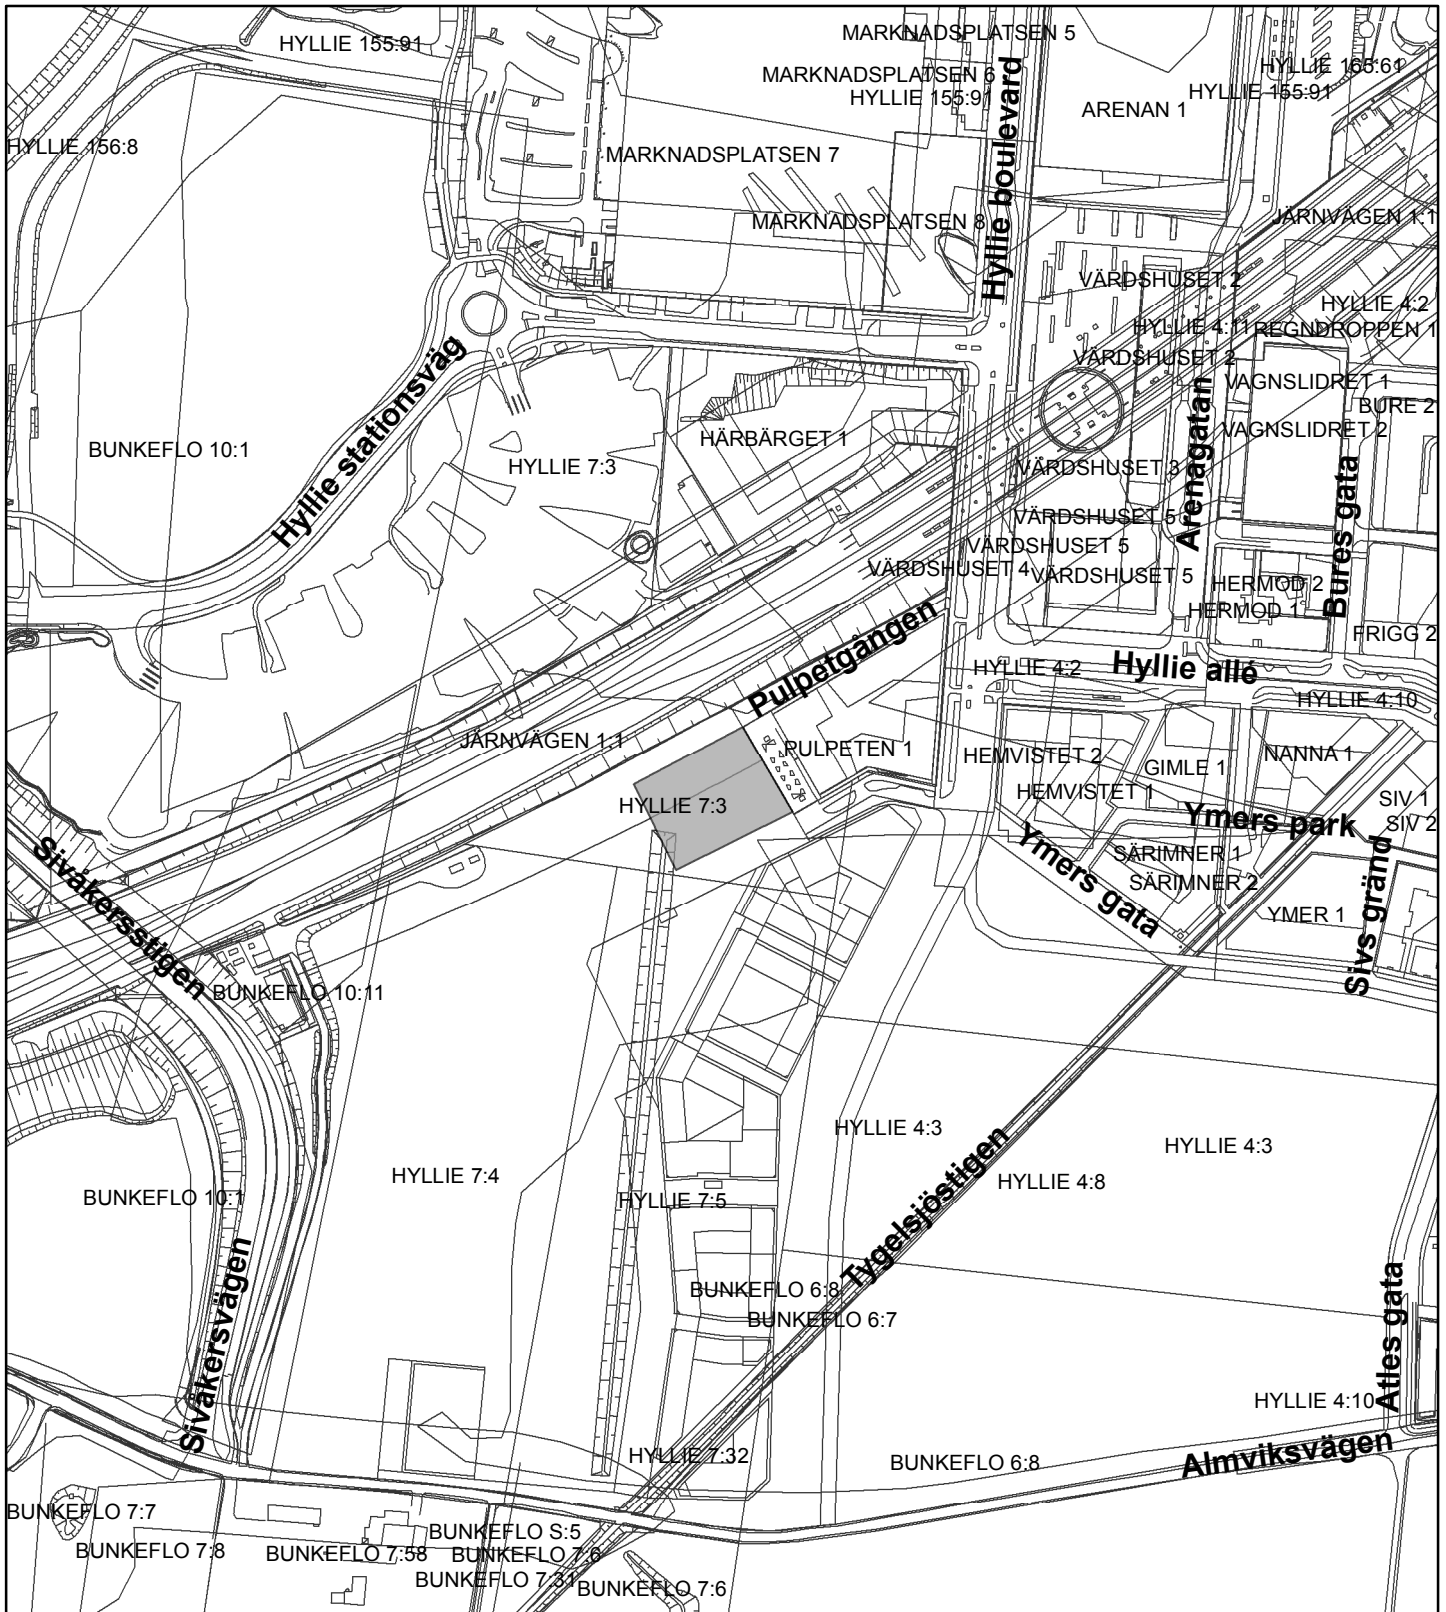 MARKNADSPLATSEN 5
HYLLIE 155:91
MARKNADSPLATSEN 6
HYLLIE 165:61
HYLLIE 155:91
HYLLIE 155:91
ARENAN 1
HYLLIE 156:8
MARKNADSPLATSEN 7
Hyllie boulevard
MARKNADSPLATSEN 8
JÄRNVÄGEN 1:1
VÄRDSHUSET 2
HYLLIE 4:2
HYLLIE 4:11
REGNDROPPEN 1
VÄRDSHUSET 2
VAGNSLIDRET 1
BURE 2
VAGNSLIDRET 2
Hyllie stationsväg
HÄRBÄRGET 1
BUNKEFLO 10:1
HYLLIE 7:3
VÄRDSHUSET 3
Arenagatan
Bures gata
VÄRDSHUSET 5
VÄRDSHUSET 5
VÄRDSHUSET 4
VÄRDSHUSET 5
HERMOD 2
HERMOD 1
FRIGG 2
Pulpetgången
HYLLIE 4:2
Hyllie allé
HYLLIE 4:10
JÄRNVÄGEN 1:1
PULPETEN 1
HEMVISTET 2
GIMLE 1
NANNA 1
HEMVISTET 1
SIV 1
HYLLIE 7:3
Ymers park
SIV 2
Ymers gata
SÄRIMNER 1
SÄRIMNER 2
Sivåkersstigen
YMER 1
Sivs gränd
BUNKEFLO 10:11
HYLLIE 4:3
HYLLIE 4:3
HYLLIE 7:4
HYLLIE 4:8
BUNKEFLO 10:1
HYLLIE 7:5
Tygelsjöstigen
BUNKEFLO 6:8
BUNKEFLO 6:7
Sivåkersvägen
Atles gata
HYLLIE 4:10
HYLLIE 7:32
BUNKEFLO 6:8
Almviksvägen
BUNKEFLO 7:7
BUNKEFLO S:5
BUNKEFLO 7:8
BUNKEFLO 7:58
BUNKEFLO 7:6
BUNKEFLO 7:31
BUNKEFLO 7:6